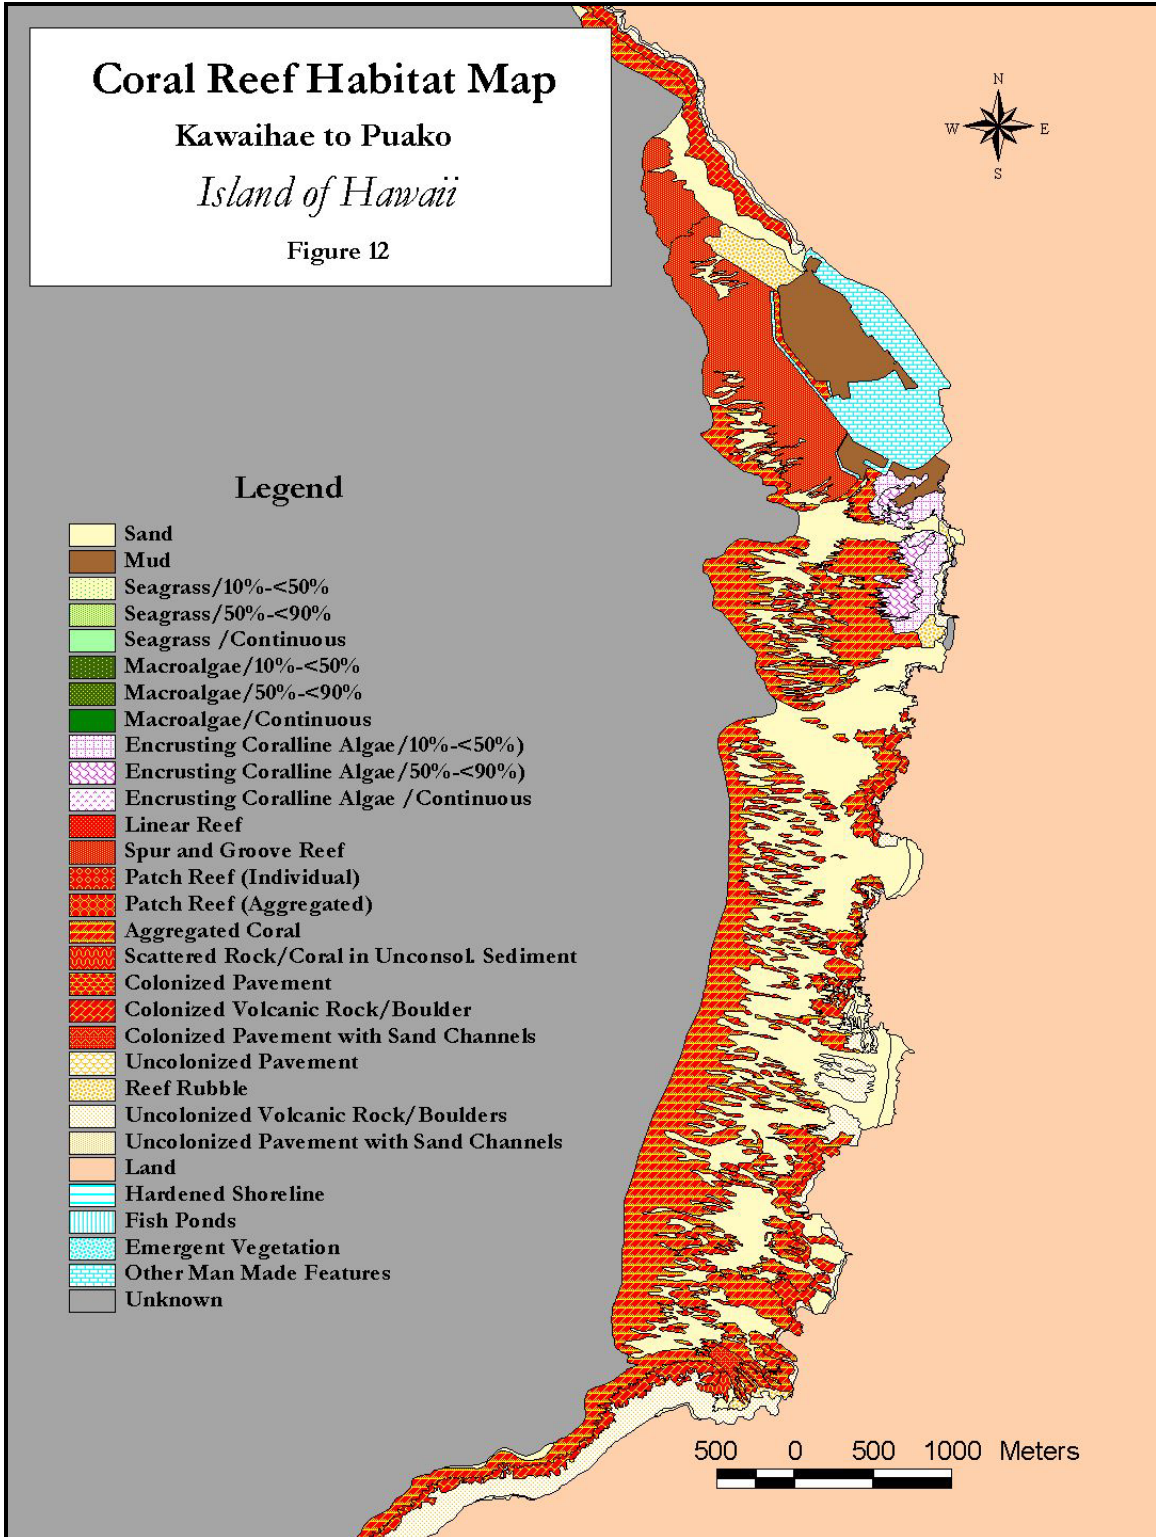 Coral Reef Habitat Map
Kawaihae to Puako
Island of Hawaii
Figure 12
N
W
E
S
Legend
Sand
Mud
Seagrass/10%-<50%
Seagrass/50%-<90%
Seagrass /Continuous
Macroalgae/10%-<50%
Macroalgae/50%-<90%
Macroalgae/Continuous
Encrusting Coralline Algae/10%-<50%)
Encrusting Coralline Algae/50%-<90%)
Encrusting Coralline Algae /Continuous
Linear Reef
Spur and Groove Reef
Patch Reef (Individual)
Patch Reef (Aggregated)
Aggregated Coral
Scattered Rock/Coral in Unconsol. Sediment
Colonized Pavement
Colonized Volcanic Rock/Boulder
Colonized Pavement with Sand Channels
Uncolonized Pavement
Reef Rubble
Uncolonized Volcanic Rock/Boulders
Uncolonized Pavement with Sand Channels
Land
Hardened Shoreline
Fish Ponds
Emergent Vegetation
Other Man Made Features
Unknown
500 0 500 1000 Meters